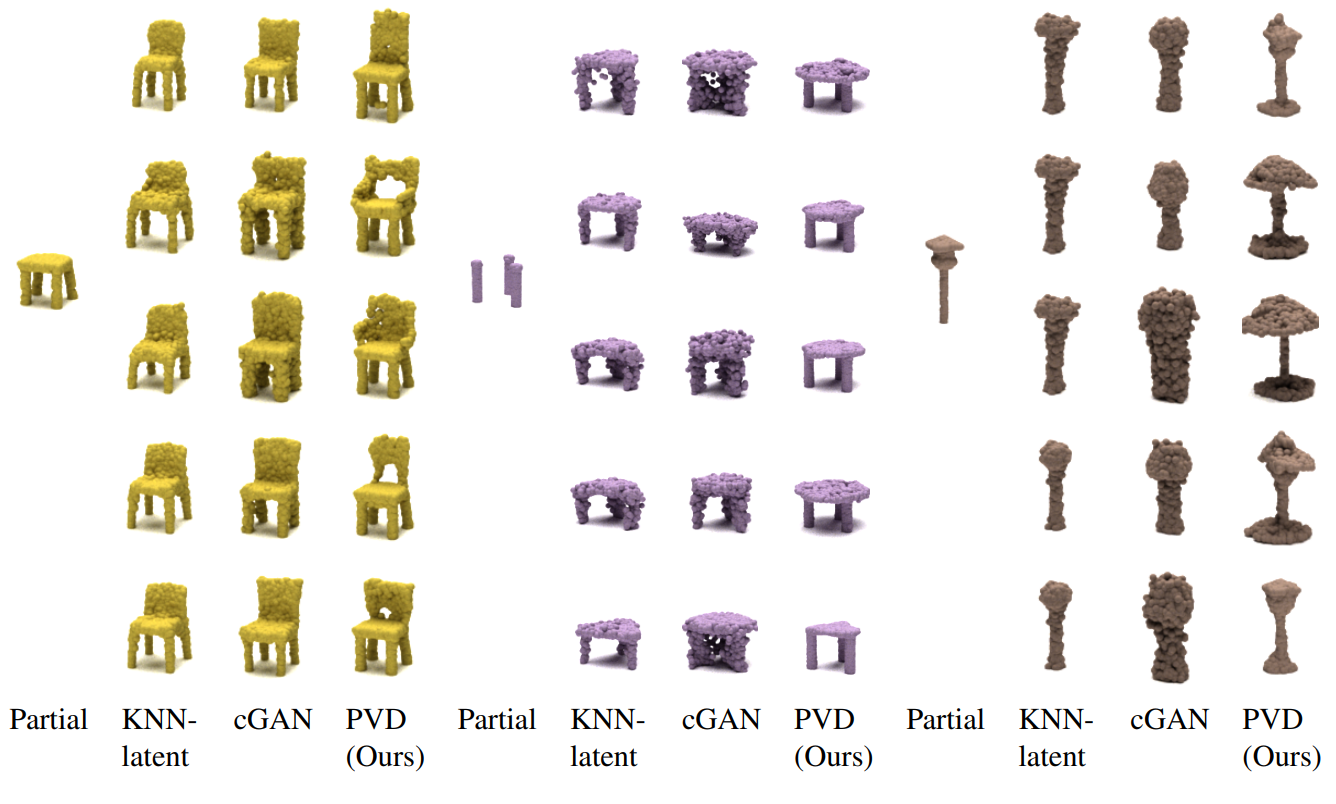 Partial KNN- cGAN PVD Partial KNN- cGAN PVD Partial KNN- cGAN PVD
latent (Ours) latent (Ours) latent (Ours)